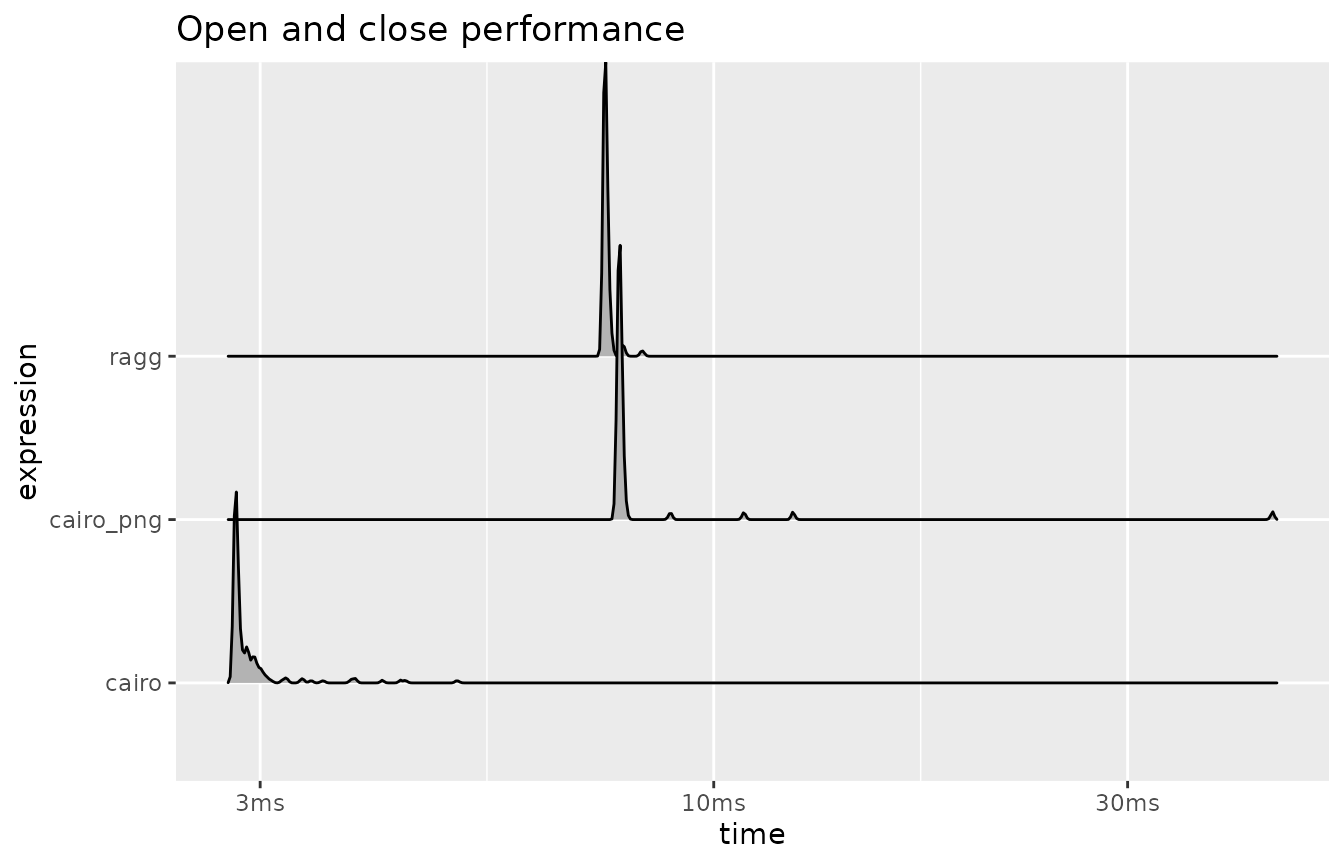 Open and close performance
expression
ragg
cairo_png
cairo
3ms
10ms
30ms
time